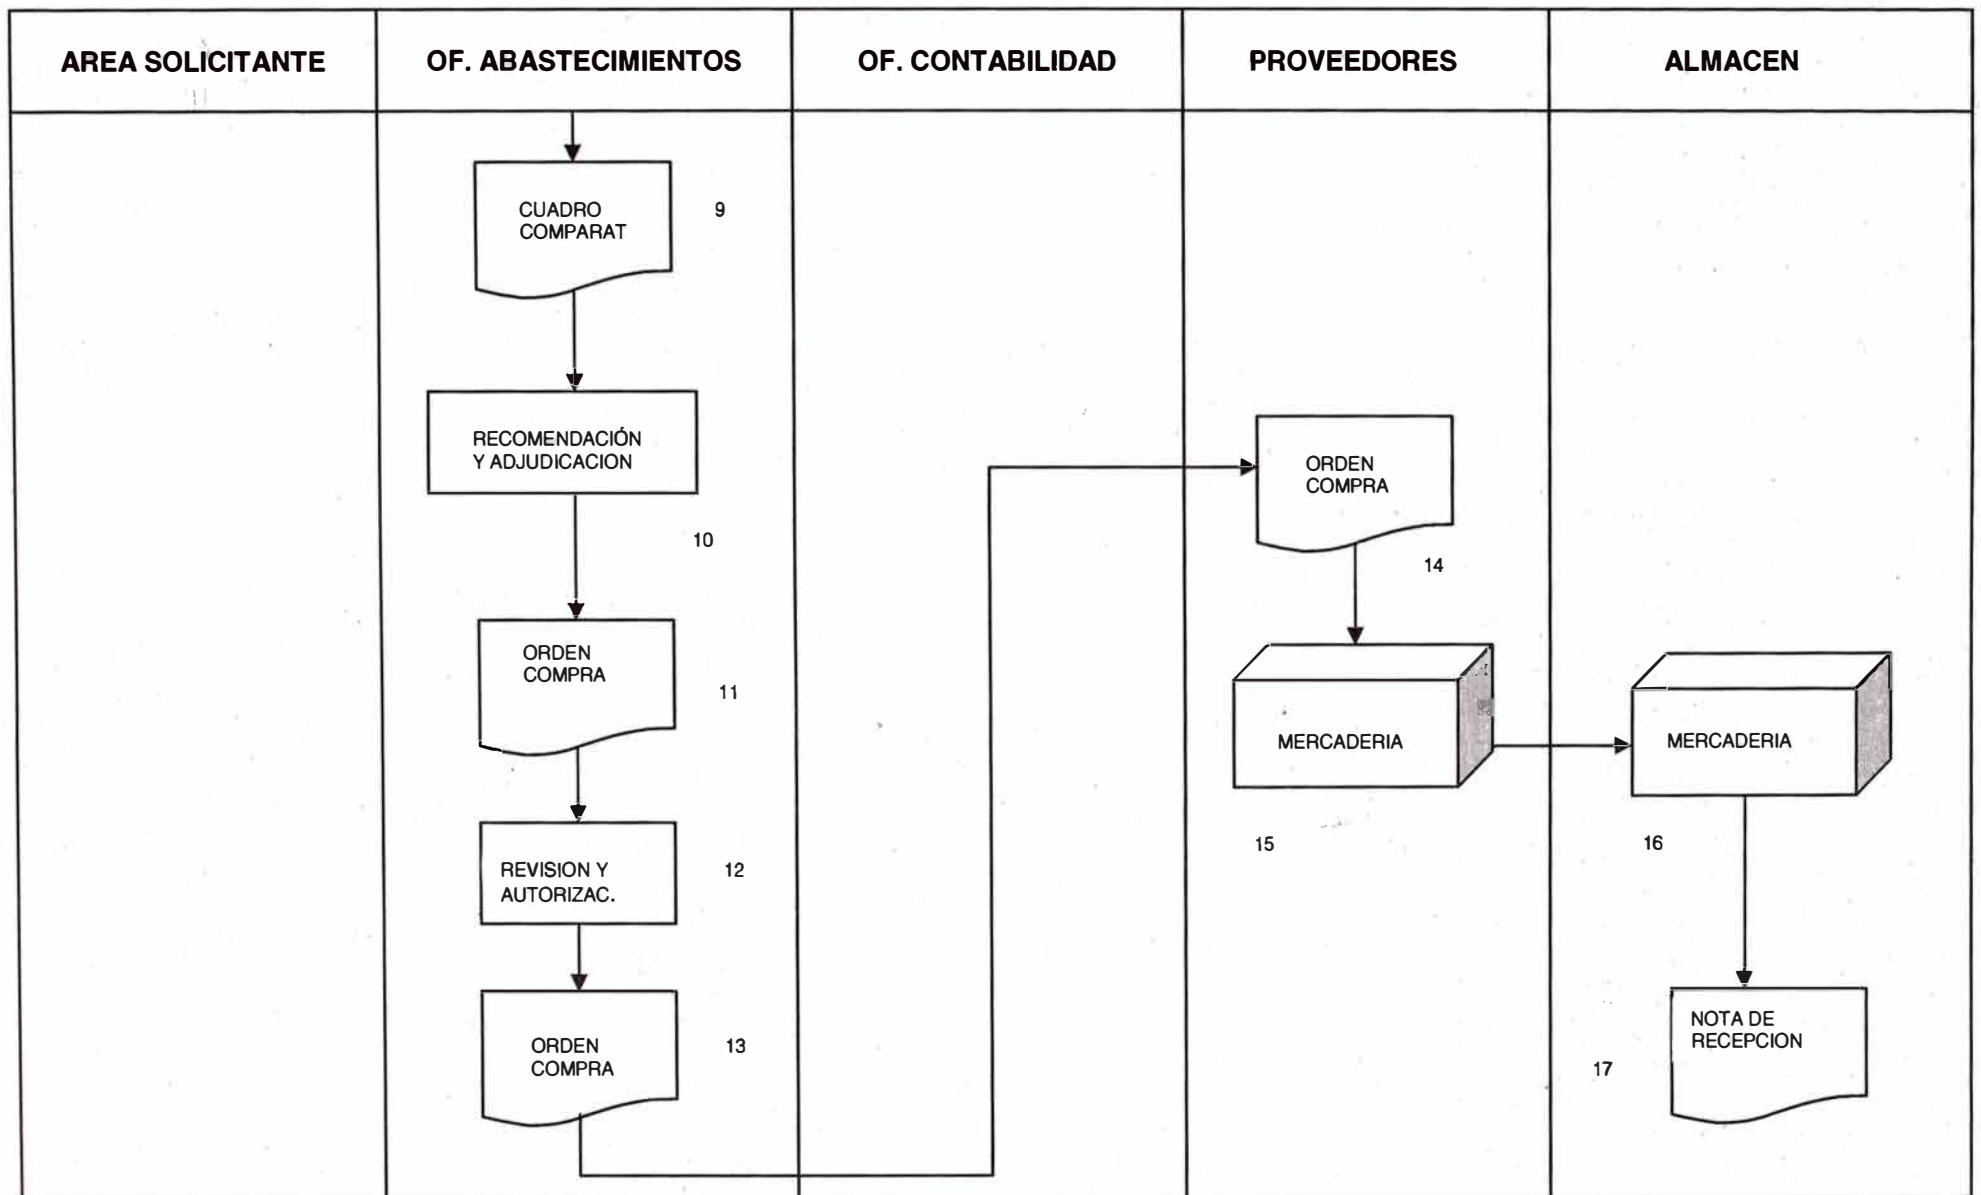 AREA SOLICITANTE
OF. ABASTECIMIENTOS
OF. CONTABILIDAD
PROVEEDORES
ALMACEN
CUADRO
COMPARAT
9
RECOMENDACIÓN
Y ADJUDICACION
10
ORDEN
COMPRA
11
REVISION Y
AUTORIZAC.
12
ORDEN
COMPRA
13
ORDEN
COMPRA
14
MERCADERIA
15
MERCADERIA
16
NOTA DE
RECEPCION
17